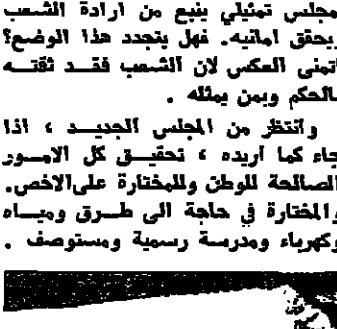 مجلس تمثيلي ينبع من ارادة الشعب
ويحقق امانيه. فهل يتجدد هذا الوضع؟
اتمنى العكس لان الشعب فقد ثقته
بالحكم وبمن يمثله .
وانتظر من المجلس الجديد ، اذا
جاء كما اريده ، تحقيق كل الامور
الصالحة للوطن وللمختارة على الاخص.
والمختارة في حاجة الى طرق ومياه
وكهرباء ومدرسة رسمية ومستوصف .